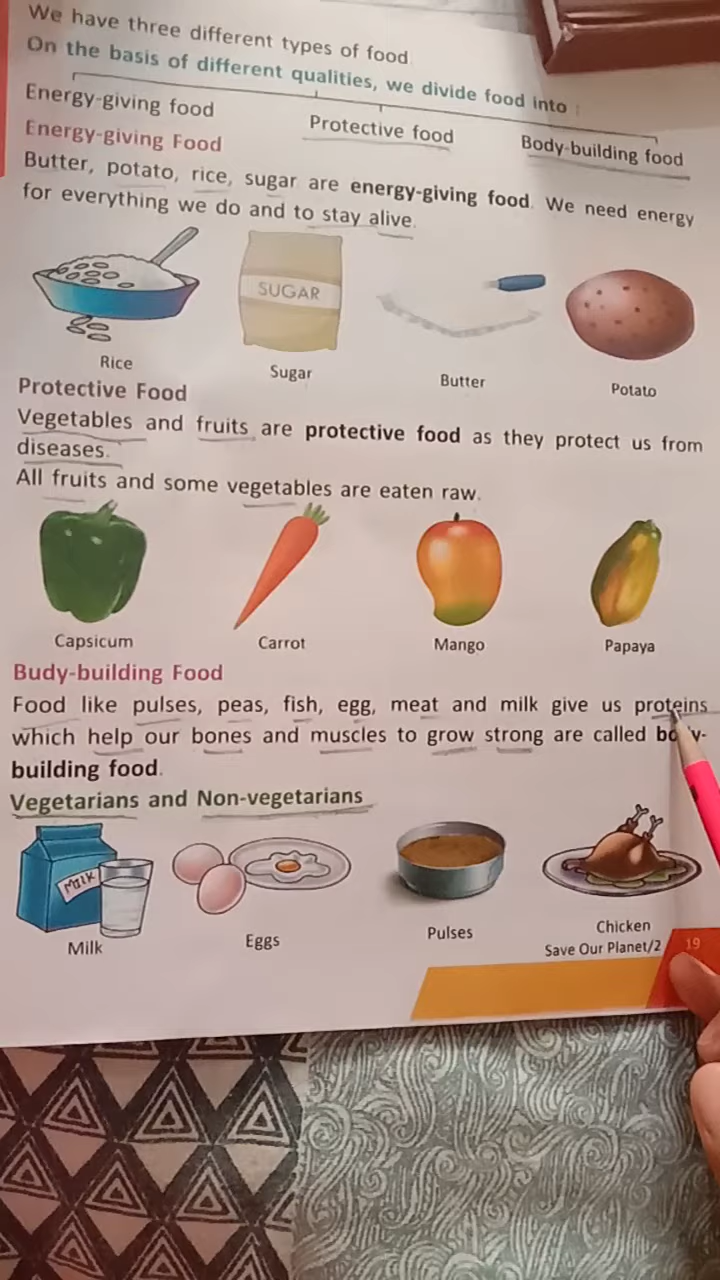 We have three different types of food
On the basis of different qualities, we divide food into :
Energy-giving food Protective food Body-building food
Energy-giving Food
Butter, potato, rice, sugar are energy-giving food. We need energy
for everything we do and to stay alive.
SUGAR
Rice Sugar Butter Potato
Protective Food
Vegetables and fruits are protective food as they protect us from
diseases.
All fruits and some vegetables are eaten raw.
Capsicum Carrot Mango Papaya
Budy-building Food
Food like pulses, peas, fish, egg, meat and milk give us proteins
which help our bones and muscles to grow strong are called
building food.
Vegetarians and Non-vegetarians
MILK
Milk Eggs Pulses Chicken
Save Our Planet/2 19